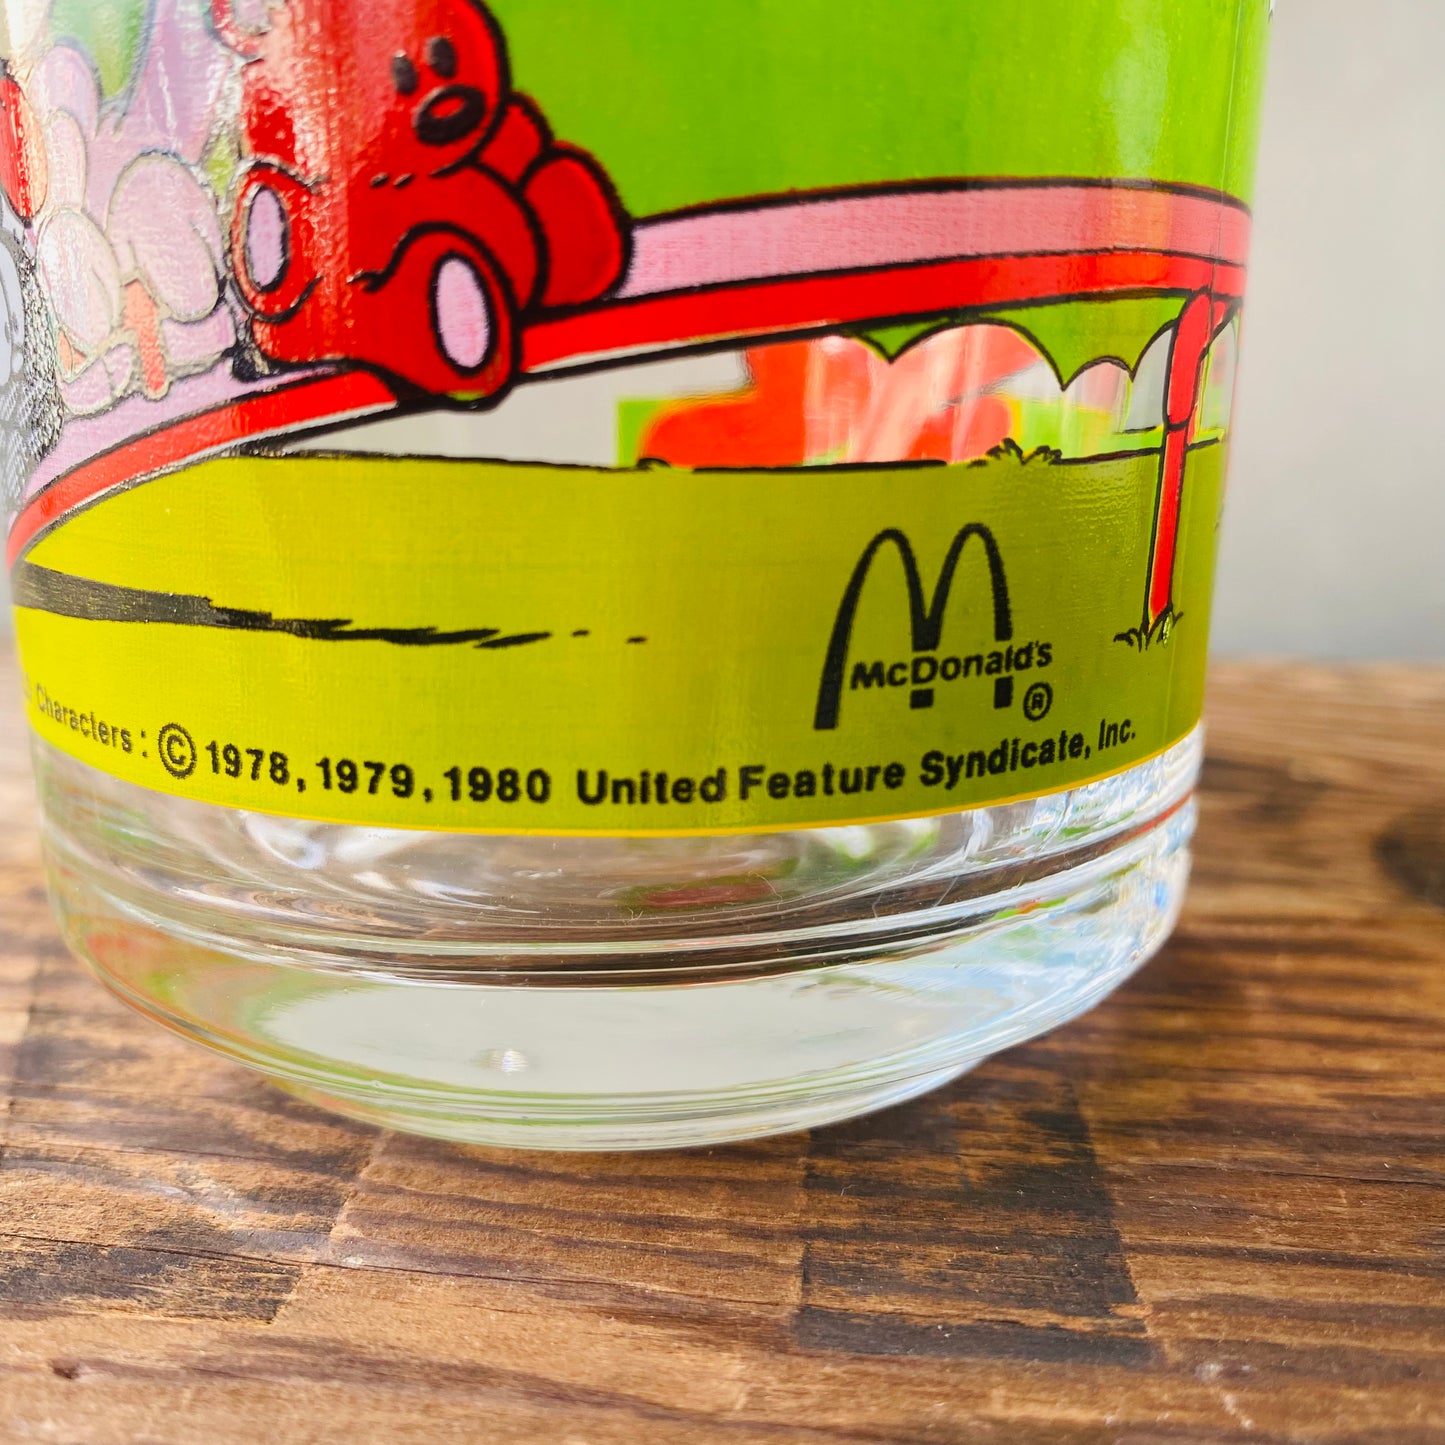 McDonald's
®
Characters: © 1978, 1979, 1980 United Feature Syndicate, Inc.